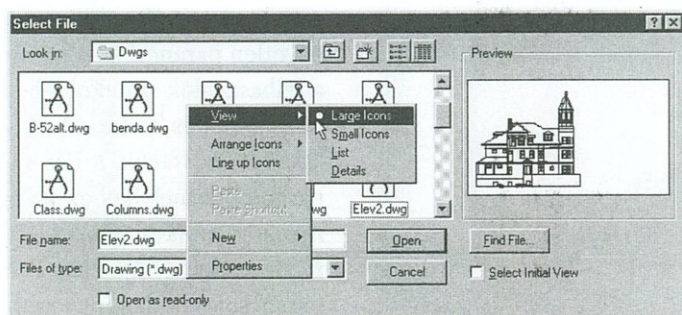 Select File
Look in: Dwgs
Preview
B-52alt.dwg benda.dwg
View
Large Icons
Small Icons
List
Details
Arrange Icons
Line up Icons
Paste
Paste Shortcut
New
Properties
Class.dwg Columns.dwg wg Elev2.dwg
File name: Elev2.dwg Open Find File...
Files of type: Drawing (*.dwg) Cancel Select Initial View
Open as read-only